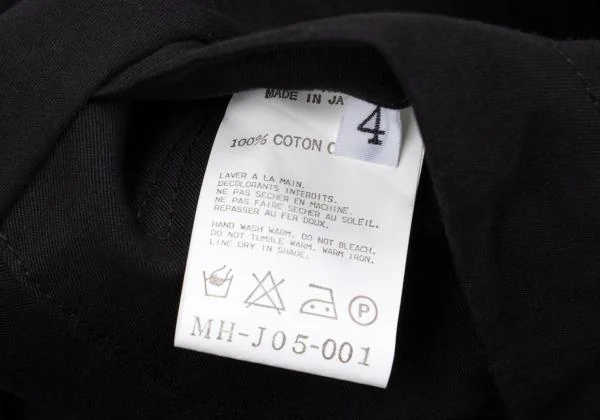 MADE IN JA
4
100% COTON C
LAVER A LA MAIN.
DECOLORANTS INTERDITS.
NE PAS SECHER EN MACHINE.
NE PAS FAIRE SECHER AU SOLEIL.
REPASSER AU FER DOUX.
HAND WASH WARM. DO NOT BLEACH.
DO NOT TUMBLE WARM. WARM IRON.
LINE DRY IN SHADE.
P
MH-J05-001